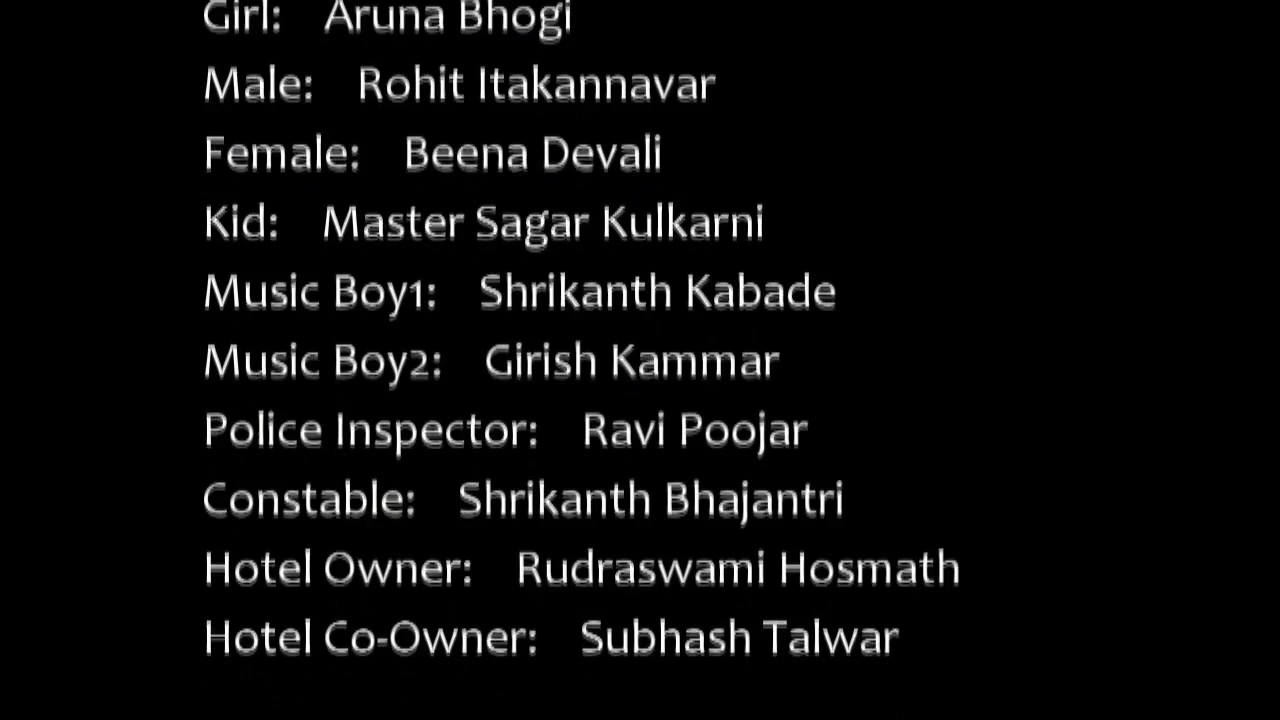 Girl: Aruna Bhogi
Male: Rohit Itakannavar
Female: Beena Devali
Kid: Master Sagar Kulkarni
Music Boy1: Shrikanth Kabade
Music Boy2: Girish Kammar
Police Inspector: Ravi Poojar
Constable: Shrikanth Bhajantri
Hotel Owner: Rudraswami Hosmath
Hotel Co-Owner: Subhash Talwar